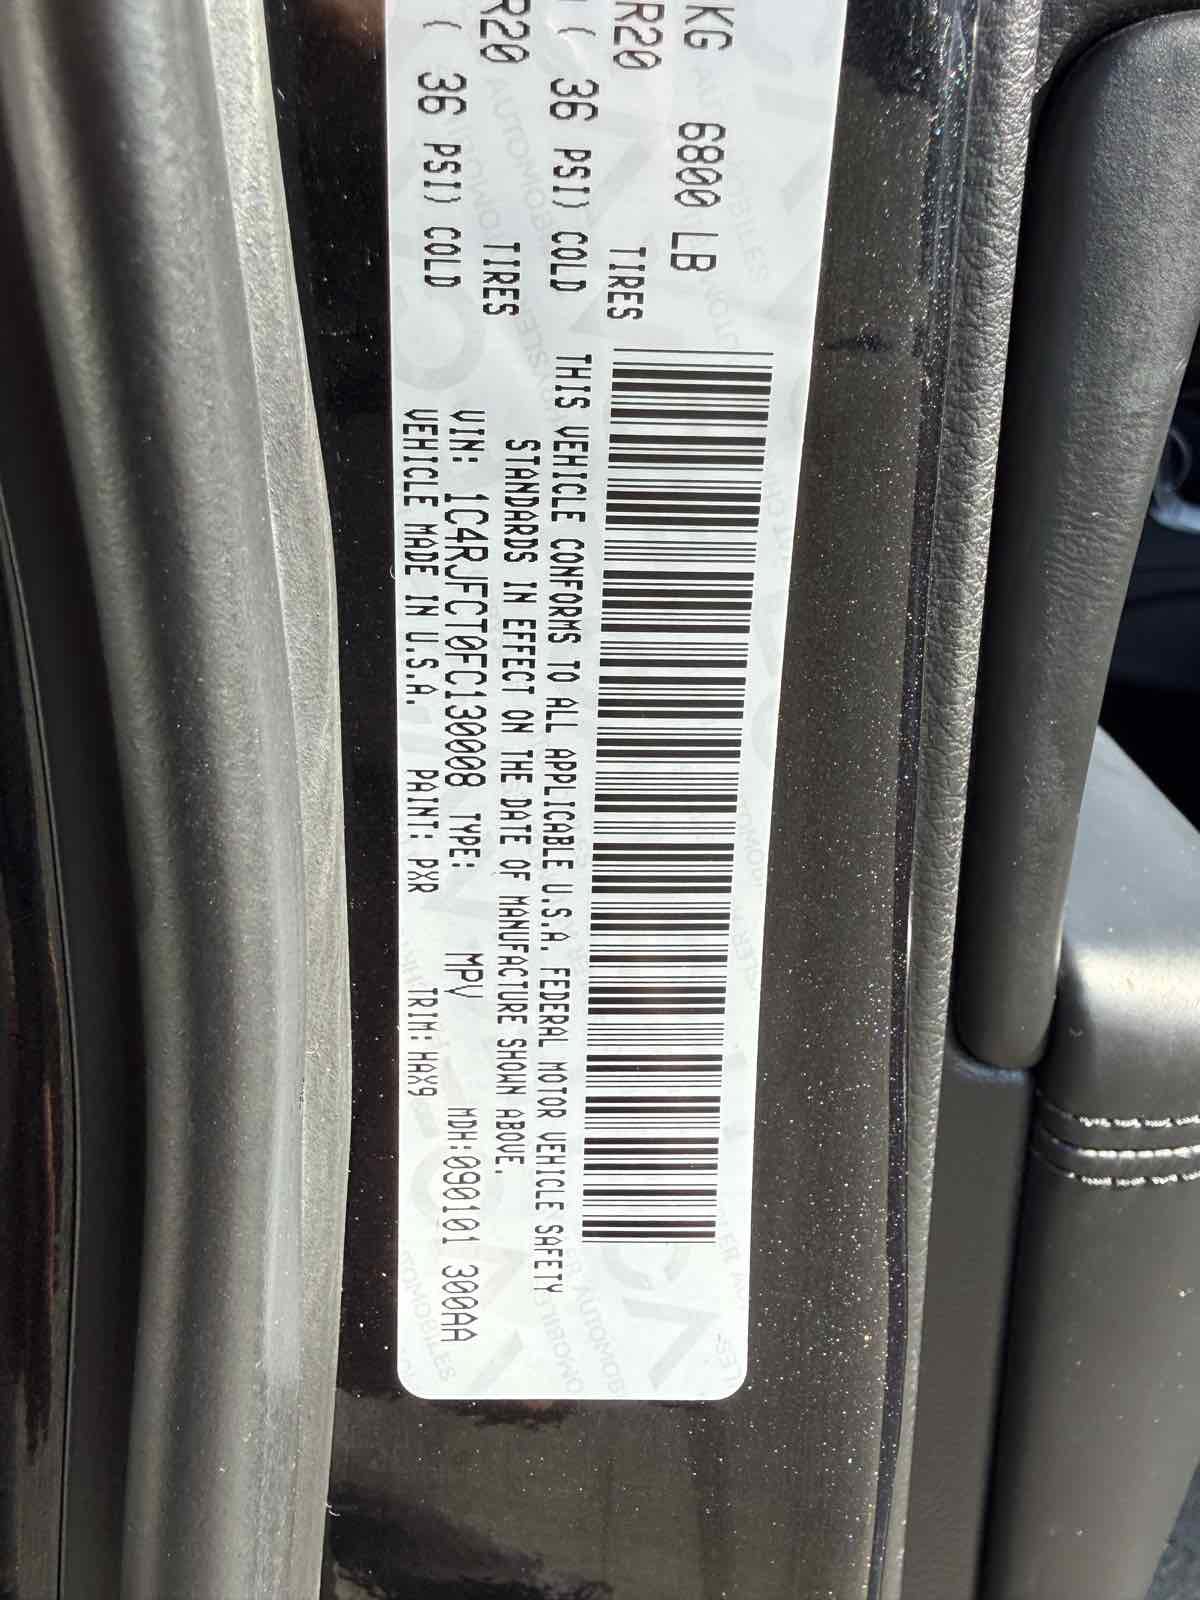 KG 6800 LB
R20 TIRES
( 36 PSI) COLD
R20 TIRES
( 36 PSI) COLD
THIS VEHICLE CONFORMS TO ALL APPLICABLE U.S.A. FEDERAL MOTOR VEHICLE SAFETY
STANDARDS IN EFFECT ON THE DATE OF MANUFACTURE SHOWN ABOVE.
VIN: 1C4RJFCT0FC130008 TYPE: MPV MDH:090101 300AA
VEHICLE MADE IN U.S.A. PAINT: PXR TRIM:HAX9